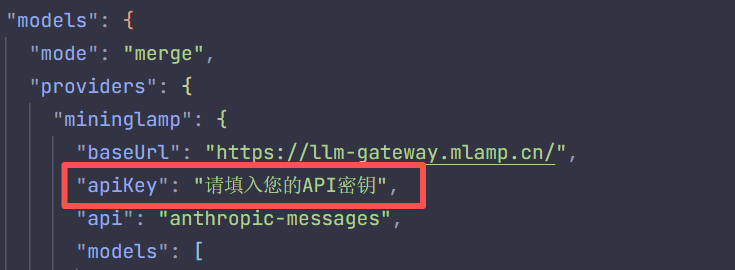 "models": {
"mode": "merge",
"providers": {
"mininglamp": {
"baseUrl": "https://llm-gateway.mlamp.cn/",
"apiKey": "请填入您的API密钥",
"api": "anthropic-messages",
"models": [